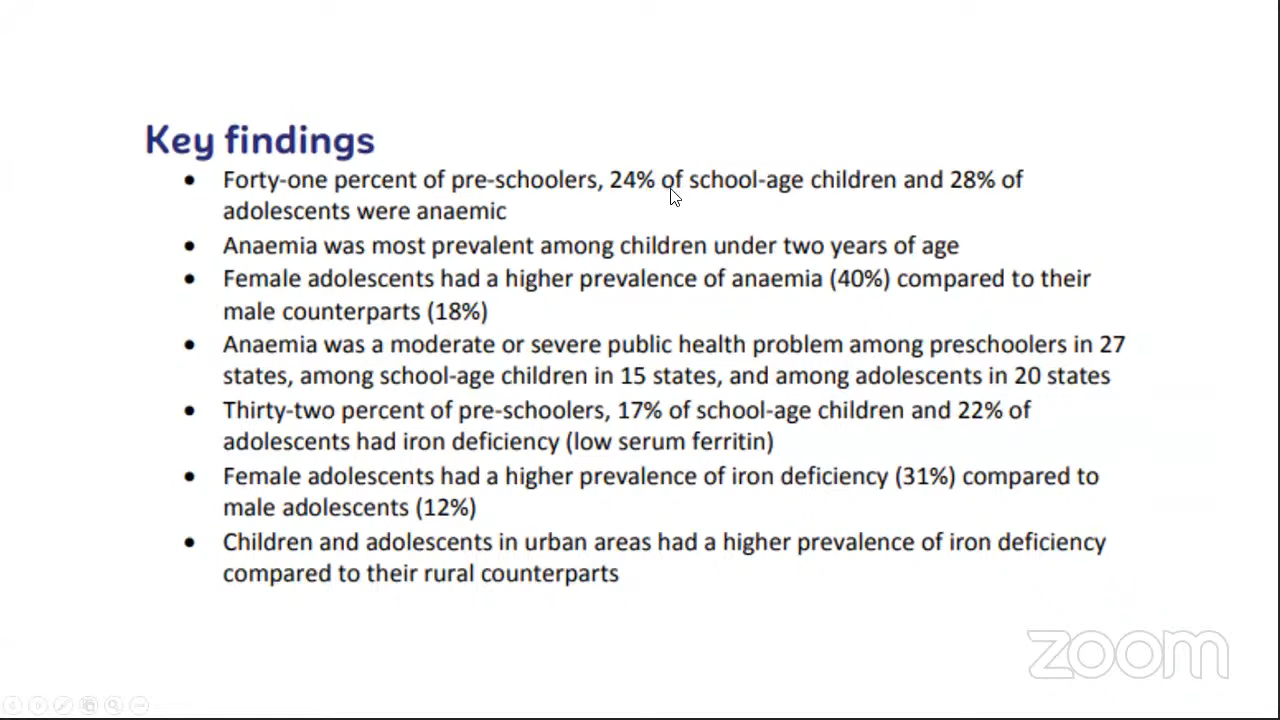 Key findings
• Forty-one percent of pre-schoolers, 24% of school-age children and 28% of
adolescents were anaemic
• Anaemia was most prevalent among children under two years of age
• Female adolescents had a higher prevalence of anaemia (40%) compared to their
male counterparts (18%)
• Anaemia was a moderate or severe public health problem among preschoolers in 27
states, among school-age children in 15 states, and among adolescents in 20 states
• Thirty-two percent of pre-schoolers, 17% of school-age children and 22% of
adolescents had iron deficiency (low serum ferritin)
• Female adolescents had a higher prevalence of iron deficiency (31%) compared to
male adolescents (12%)
• Children and adolescents in urban areas had a higher prevalence of iron deficiency
compared to their rural counterparts
zoom